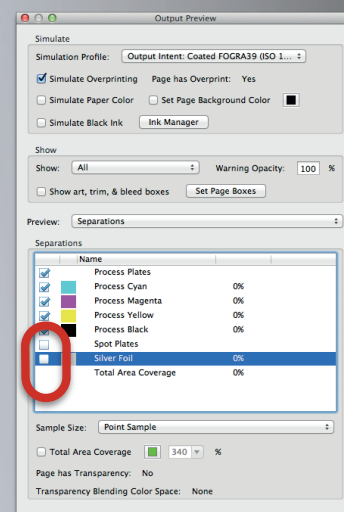 Output Preview
Simulate
Simulation Profile: Output Intent: Coated FOGRA39 (ISO 1...
Simulate Overprinting Page has Overprint: Yes
Simulate Paper Color Set Page Background Color
Simulate Black Ink Ink Manager
Show
Show: All Warning Opacity: 100 %
Show art, trim, & bleed boxes Set Page Boxes
Preview: Separations
Separations
Name
Process Plates
Process Cyan 0%
Process Magenta 0%
Process Yellow 0%
Process Black 0%
Spot Plates
Silver Foil 0%
Total Area Coverage 0%
Sample Size: Point Sample
Total Area Coverage 340 %
Page has Transparency: No
Transparency Blending Color Space: None